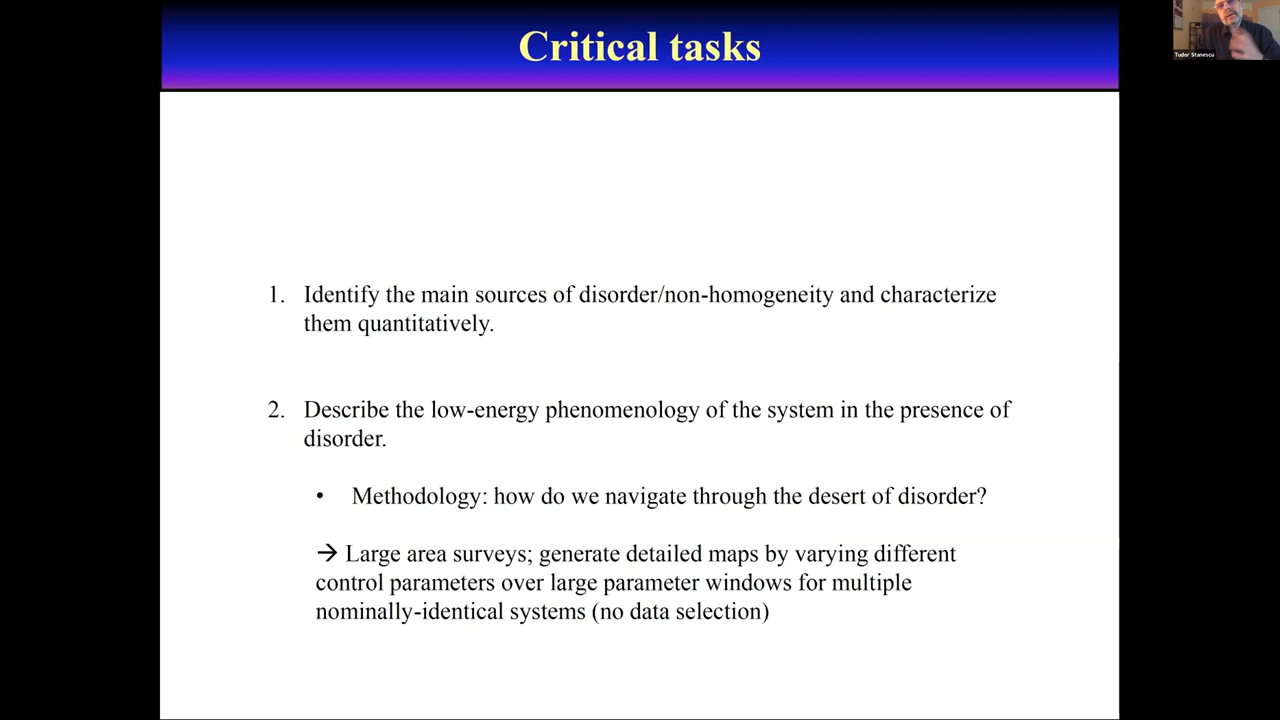 Critical tasks
Tudor Stanescu
1. Identify the main sources of disorder/non-homogeneity and characterize
them quantitatively.
2. Describe the low-energy phenomenology of the system in the presence of
disorder.
• Methodology: how do we navigate through the desert of disorder?
→ Large area surveys; generate detailed maps by varying different
control parameters over large parameter windows for multiple
nominally-identical systems (no data selection)